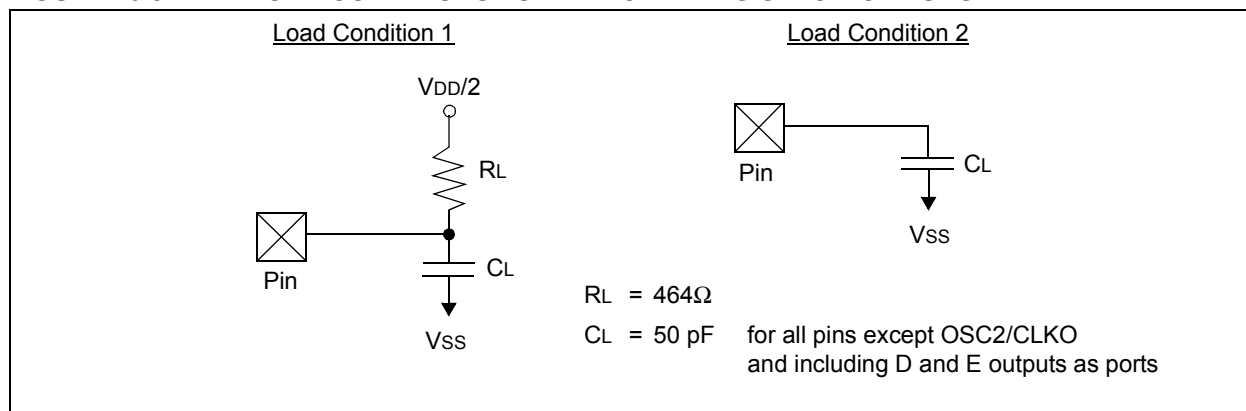 Load Condition 1
Load Condition 2
VDD/2
RL
CL
Pin
VSS
CL
Pin
VSS
RL = 464Ω
CL = 50 pF for all pins except OSC2/CLKO
and including D and E outputs as ports